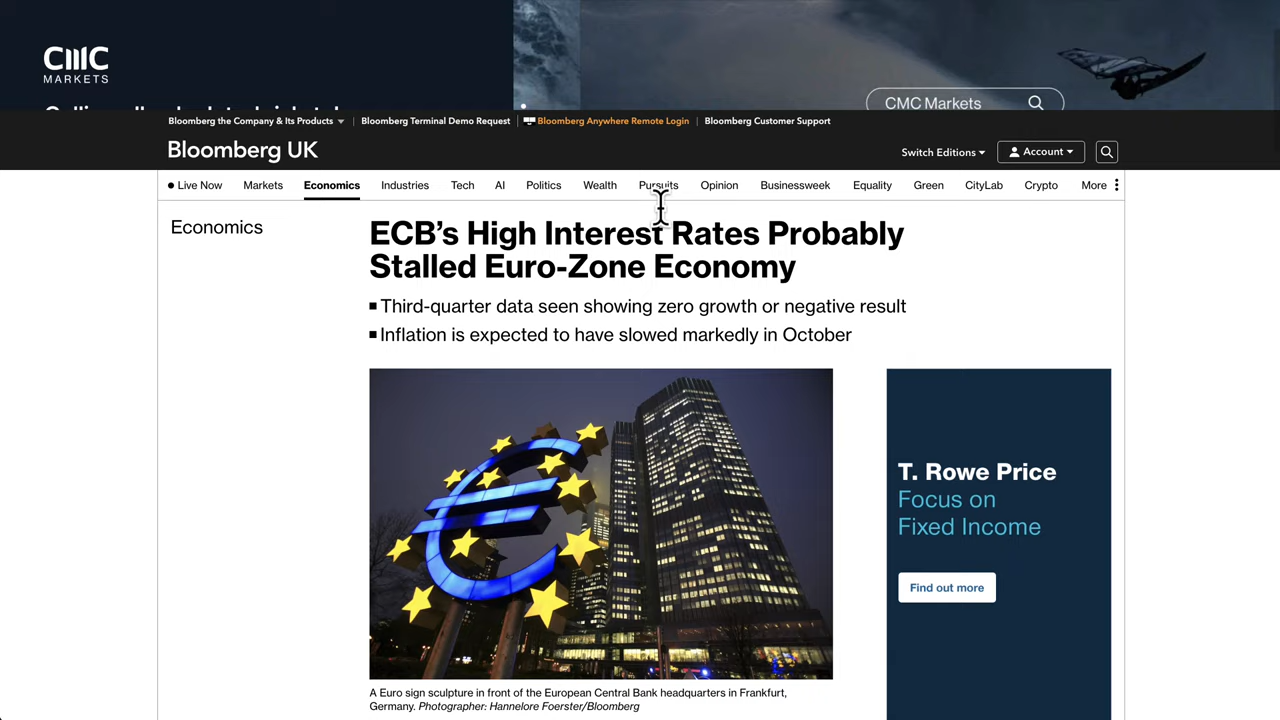 CMC
MARKETS
CMC Markets
Bloomberg the Company & Its Products
Bloomberg Terminal Demo Request
Bloomberg Anywhere Remote Login
Bloomberg Customer Support
Bloomberg UK
Switch Editions
Account
Live Now
Markets
Economics
Industries
Tech
AI
Politics
Wealth
Pursuits
Opinion
Businessweek
Equality
Green
CityLab
Crypto
More
Economics
ECB’s High Interest Rates Probably
Stalled Euro-Zone Economy
Third-quarter data seen showing zero growth or negative result
Inflation is expected to have slowed markedly in October
T. Rowe Price
Focus on
Fixed Income
Find out more
A Euro sign sculpture in front of the European Central Bank headquarters in Frankfurt,
Germany. Photographer: Hannelore Foerster/Bloomberg